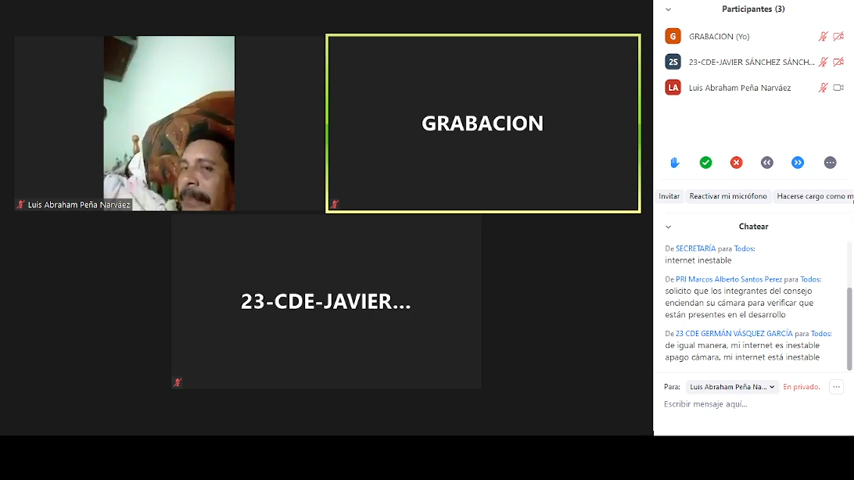 Participantes (3)
G GRABACION (Yo)
2S 23-CDE-JAVIER SÁNCHEZ SÁNCH...
LA Luis Abraham Peña Narváez
GRABACION
Luis Abraham Peña Narváez
23-CDE-JAVIER...
Invitar Reactivar mi micrófono Hacerse cargo como m
Chatear
De SECRETARÍA para Todos:
internet inestable
De PRI Marcos Alberto Santos Perez para Todos:
solicito que los integrantes del consejo
enciendan su cámara para verificar que
están presentes en el desarrollo
De 23 CDE GERMÁN VÁSQUEZ GARCÍA para Todos:
de igual manera, mi internet es inestable
apago cámara, mi internet está inestable
Para: Luis Abraham Peña Na... En privado.
Escribir mensaje aquí...